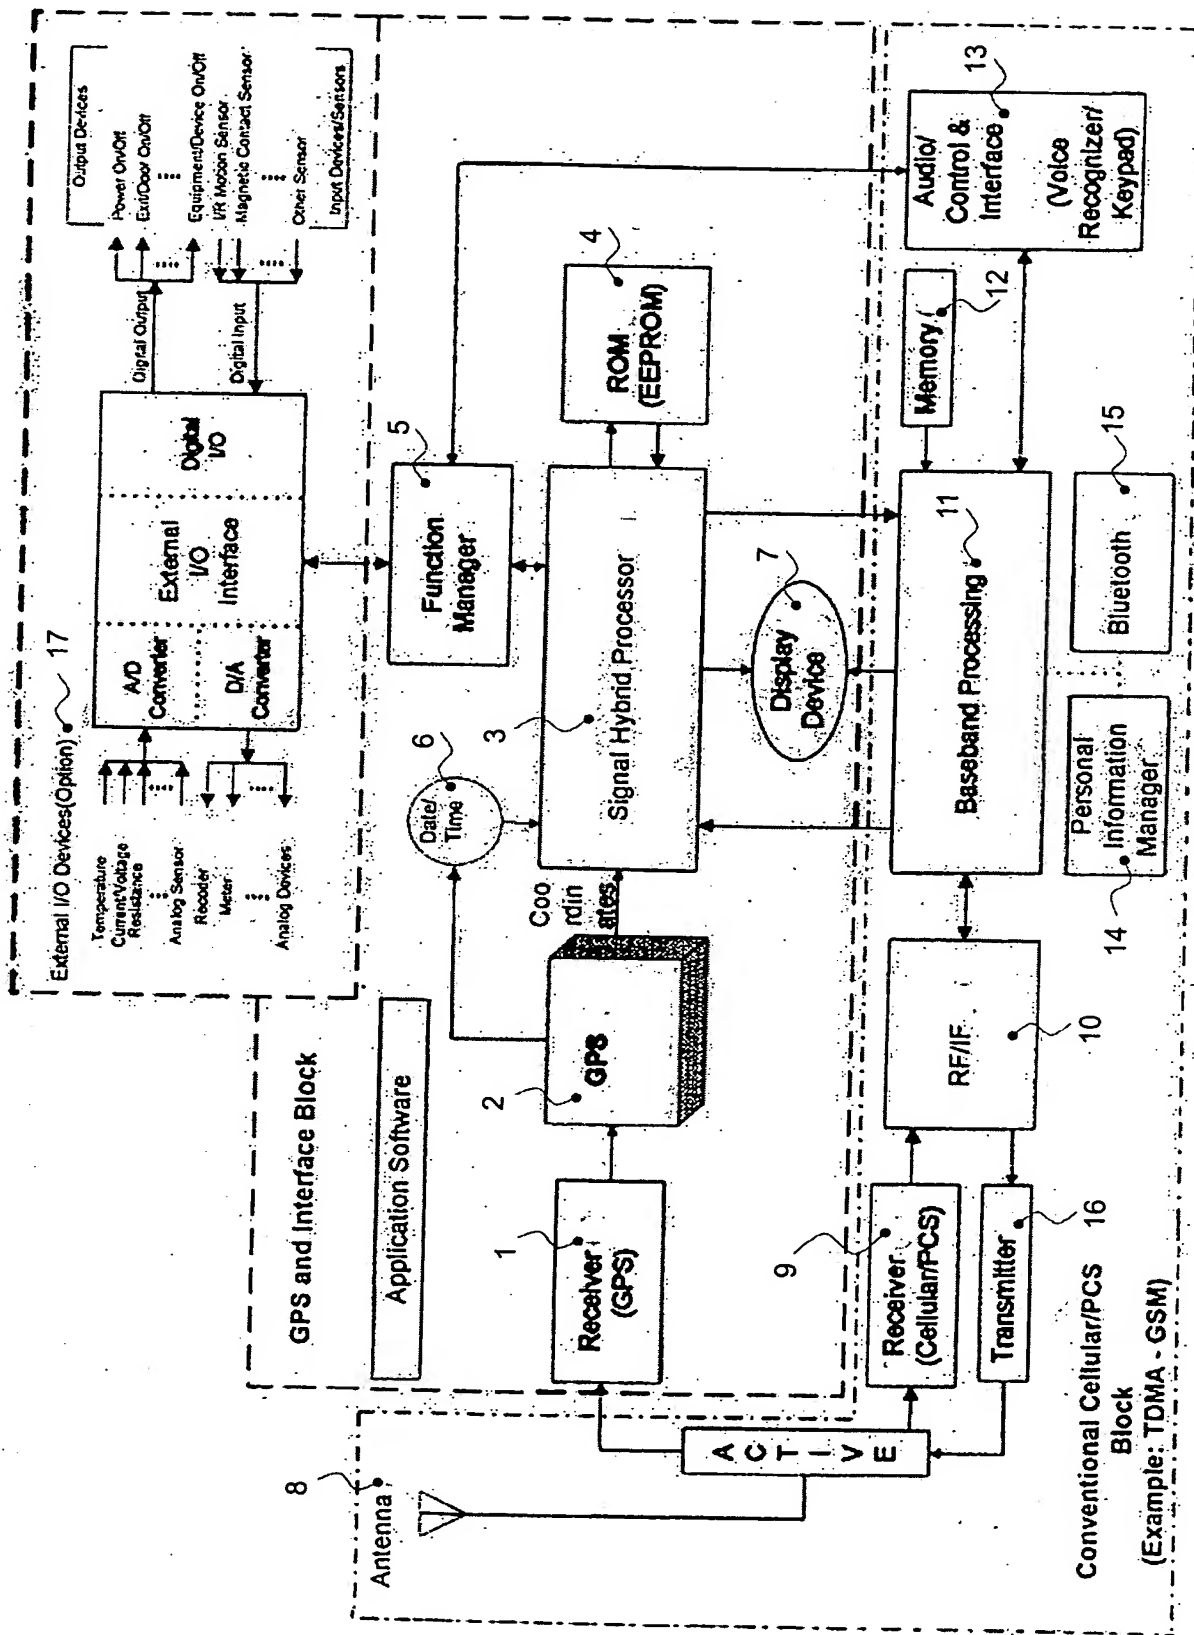 External I/O Devices(Option)
17
Temperature
Current/Voltage
Resistance
....
Analog Sensor
Recoder
Meter
....
Analog Devices
A/D
Converter
D/A
Converter
External
I/O
Interface
Digital
I/O
Digital Output
Digital Input
Output Devices
Power On/Off
Exit/Door On/Off
....
Equipment/Device On/Off
I/R Motion Sensor
Magnetic Contact Sensor
....
Other Sensor
Input Devices/Sensors
GPS and Interface Block
Application Software
Receiver
(GPS)
1
GPS
2
Coo
rdin
ates
Date/
Time
6
Signal Hybrid Processor
3
Function
Manager
5
ROM
(EEPROM)
4
Display
Device
7
Antenna
8
ACTIVE
Receiver
(Cellular/PCS)
9
Transmitter
16
RF/IF
10
Baseband Processing
11
Memory
12
Audio/
Control &
Interface
(Voice
Recognizer/
Keypad)
13
Personal
Information
Manager
14
Bluetooth
15
Conventional Cellular/PCS
Block
(Example: TDMA - GSM)